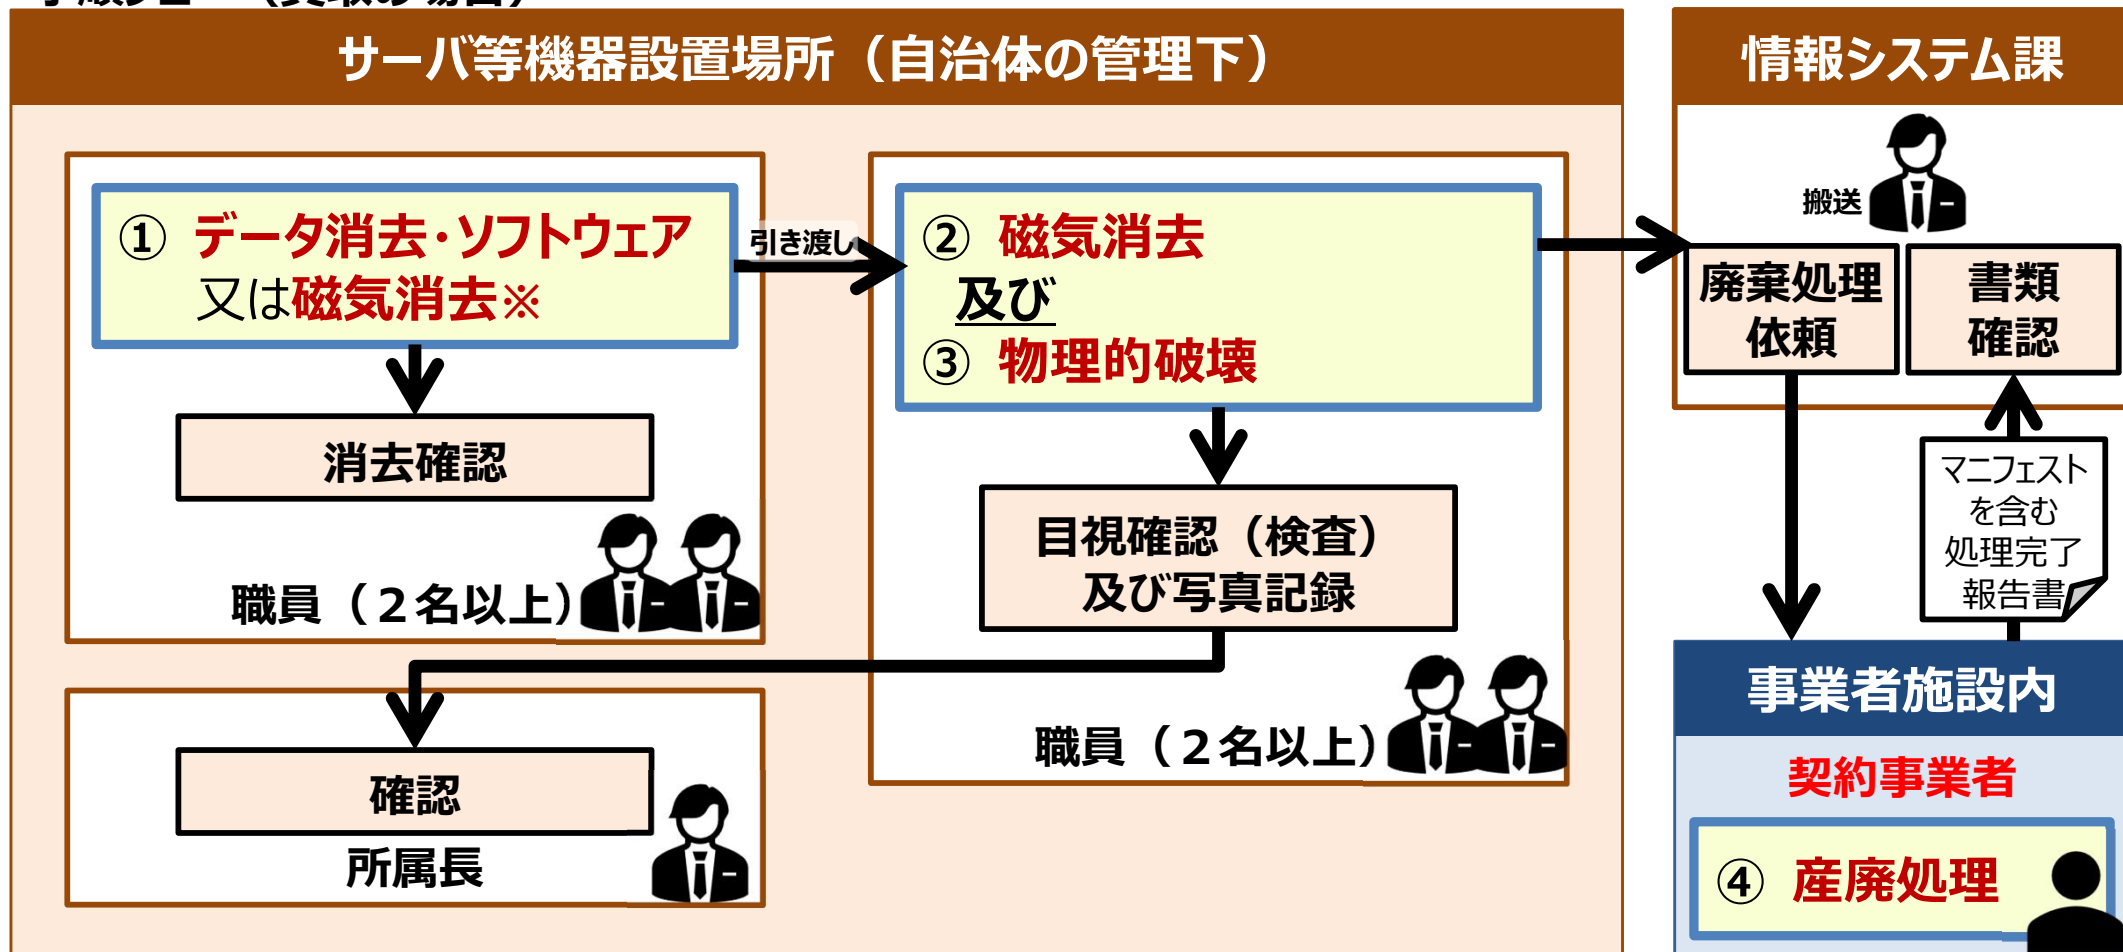 サーバ等機器設置場所（自治体の管理下）
① データ消去・ソフトウェア
又は磁気消去※
消去確認
職員（２名以上）
引き渡し
② 磁気消去
及び
③ 物理的破壊
目視確認（検査）
及び写真記録
職員（２名以上）
確認
所属長
情報システム課
搬送
廃棄処理
依頼
書類
確認
マニフェスト
を含む
処理完了
報告書
事業者施設内
契約事業者
④ 産廃処理